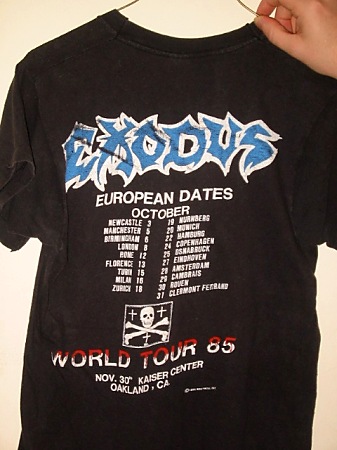 EXODUS
EUROPEAN DATES
OCTOBER
NEWCASTLE 3
MANCHESTER 5
BIRMINGHAM 6
LONDON 8
ROME 12
FLORENCE 13
TURIN 15
MILAN 16
ZURICH 18
19 NURNBERG
20 MUNICH
22 HAMBURG
24 COPENHAGEN
25 OSNABRUCK
27 EINDHOVEN
28 AMSTERDAM
29 CAMBRAIS
30 ROUEN
31 CLERMONT FERRAND
WORLD TOUR 85
NOV. 30TH KAISER CENTER
OAKLAND, CA.